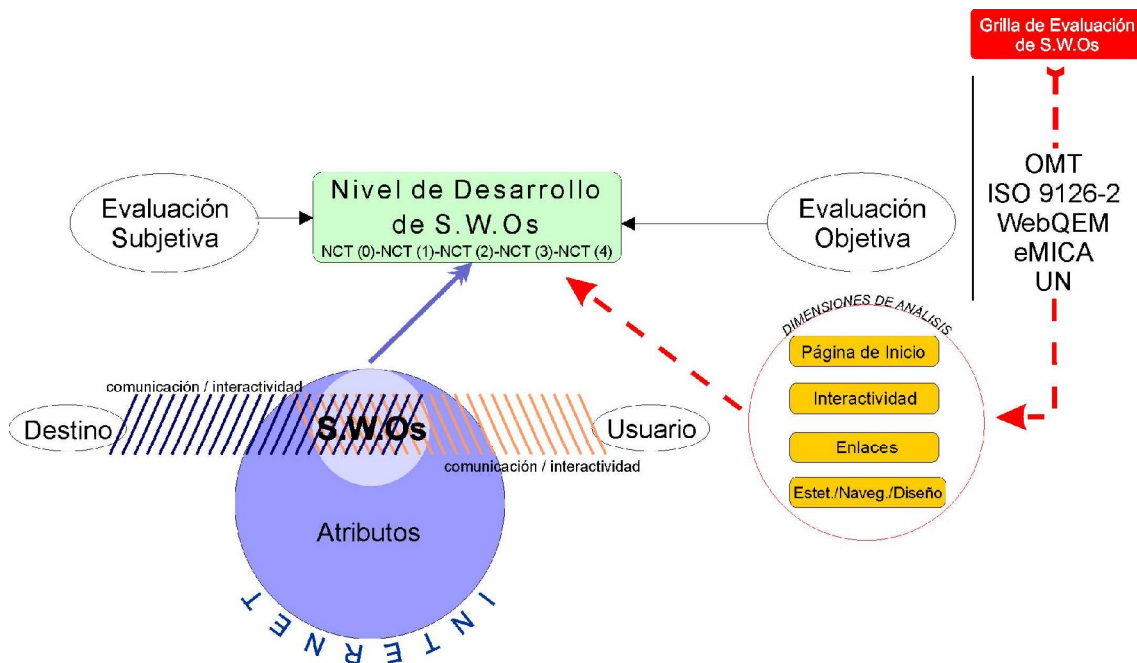 Grilla de Evaluación
de S.W.Os
OMT
ISO 9126-2
WebQEM
eMICA
UN
Evaluación
Subjetiva
Nivel de Desarrollo
de S.W.Os
NCT (0)-NCT (1)-NCT (2)-NCT (3)-NCT (4)
Evaluación
Objetiva
DIMENSIONES DE ANÁLISIS
Página de Inicio
Interactividad
Enlaces
Estet./Naveg./Diseño
comunicación / interactividad
Destino
S.W.Os
Usuario
comunicación / interactividad
Atributos
INTERNET